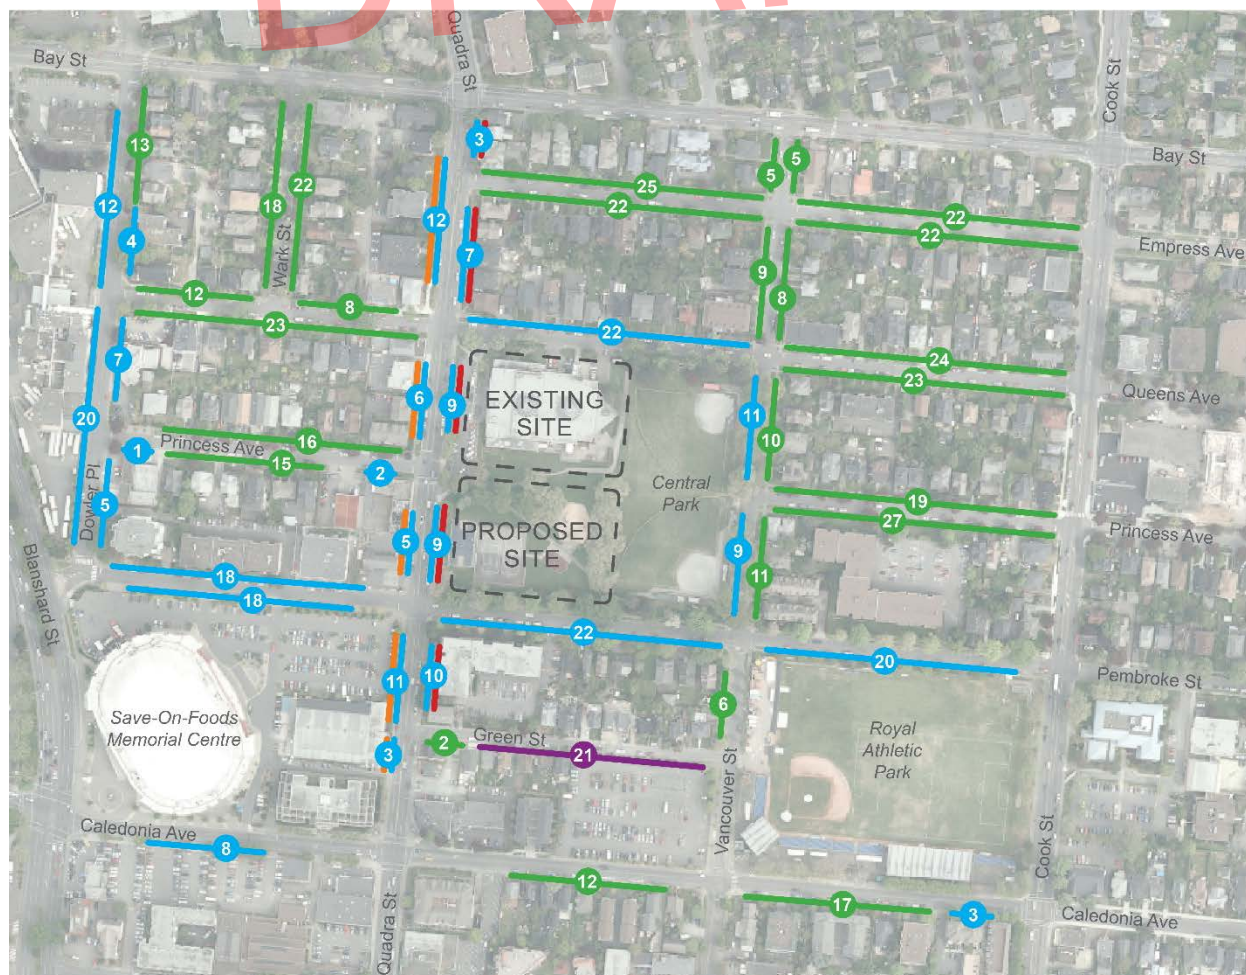 Quadra St
Bay St
Cook St
3
5
5
Bay St
13
25
22
12
18
22
12
22
22
4
Wark St
7
Empress Ave
9
8
12
8
23
22
7
24
6
9
EXISTING
SITE
23
Queens Ave
20
11
10
16
Princess Ave
1
15
2
Central
Park
5
Dowler Pl
19
27
PROPOSED
SITE
Princess Ave
5
9
9
11
Blanshard St
18
18
22
20
11
10
Pembroke St
6
Save-On-Foods
Memorial Centre
Royal
Athletic
Park
3
2
Green St
21
Vancouver St
Caledonia Ave
8
Cook St
12
17
3
Caledonia Ave
Quadra St